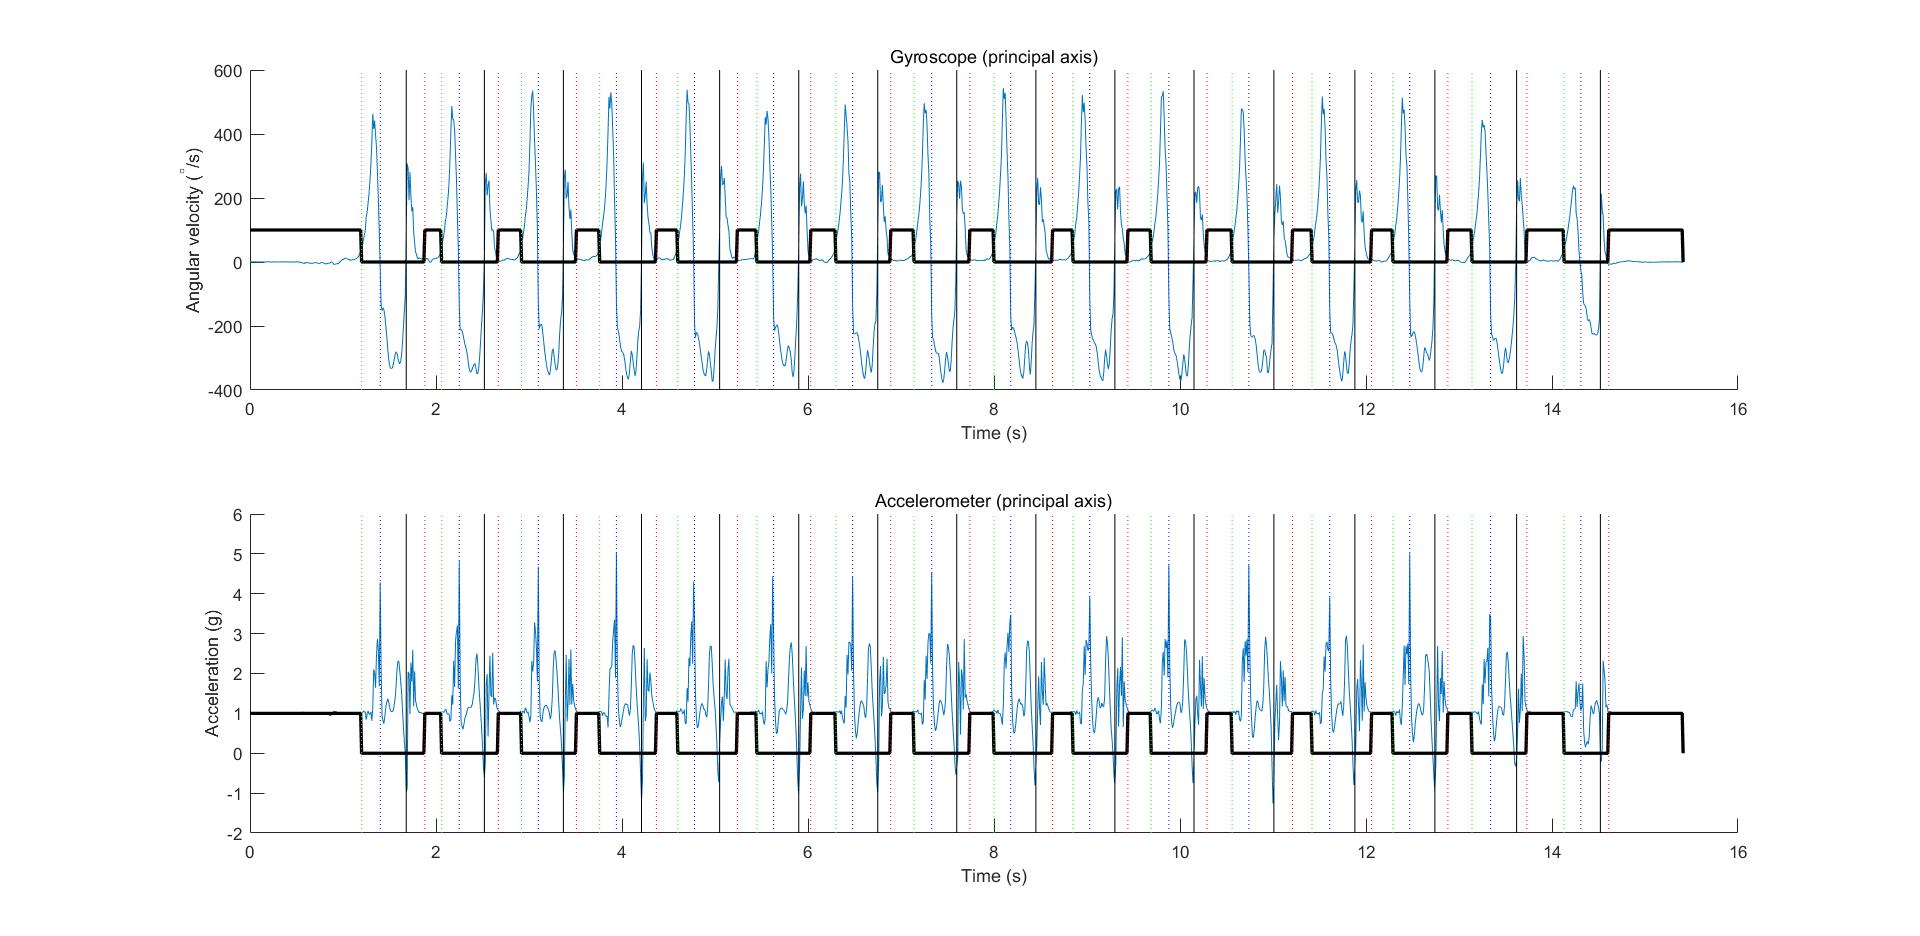 Gyroscope (principal axis)
600
400
200
0
-200
-400
Angular velocity (°/s)
0 2 4 6 8 10 12 14 16
Time (s)
Accelerometer (principal axis)
6
5
4
3
2
1
0
-1
-2
Acceleration (g)
0 2 4 6 8 10 12 14 16
Time (s)